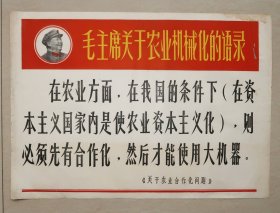 毛主席关于农业机械化的语录
在农业方面，在我国的条件下（在资
本主义国家内是使农业资本主义化），则
必须先有合作化，然后才能使用大机器。
《关于农业合作化问题》